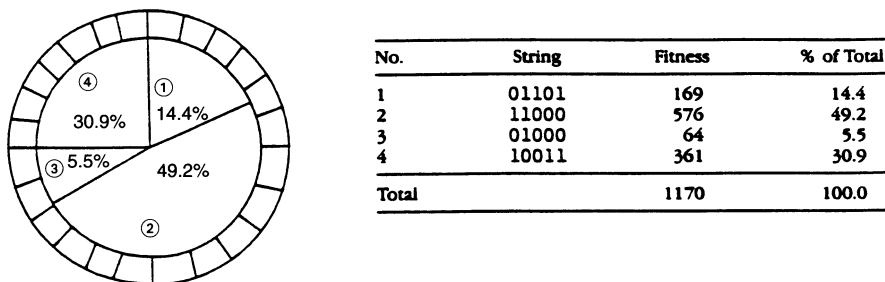 ④
30.9%
①
14.4%
③
5.5%
49.2%
②
No. String Fitness % of Total
1 01101 169 14.4
2 11000 576 49.2
3 01000 64 5.5
4 10011 361 30.9
Total 1170 100.0